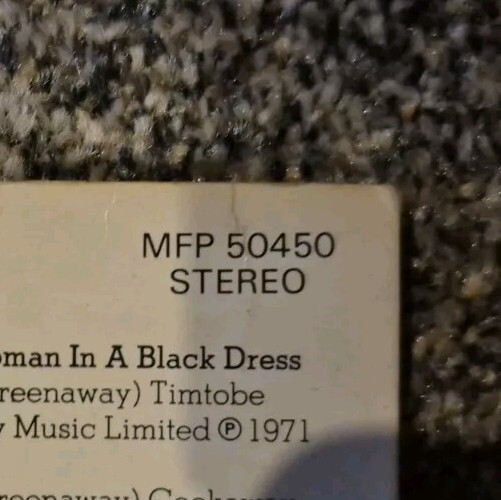 MFP 50450
STEREO
oman In A Black Dress
reenaway) Timtobe
y Music Limited ℗ 1971